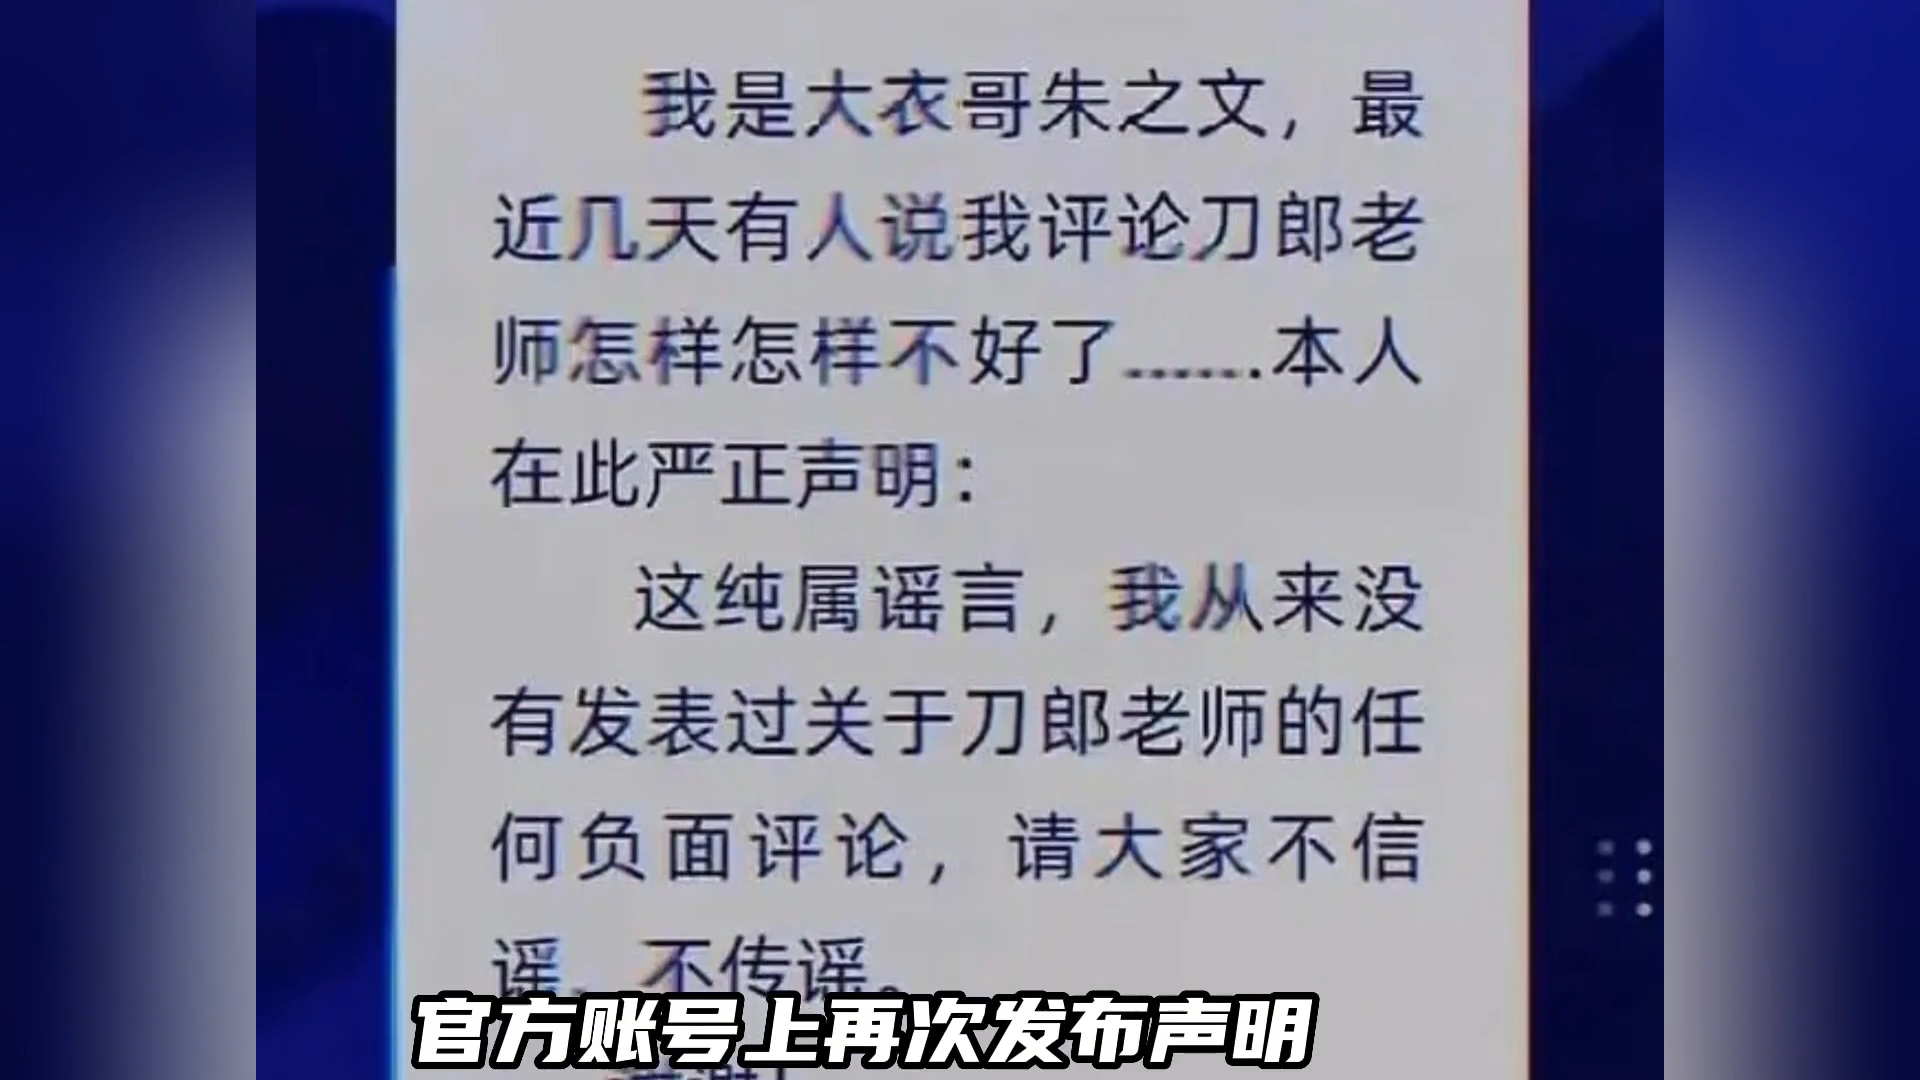 我是大衣哥朱之文，最
近几天有人说我评论刀郎老
师怎样怎样不好了.......本人
在此严正声明：
这纯属谣言，我从来没
有发表过关于刀郎老师的任
何负面评论，请大家不信
谣、不传谣。
官方账号上再次发布声明